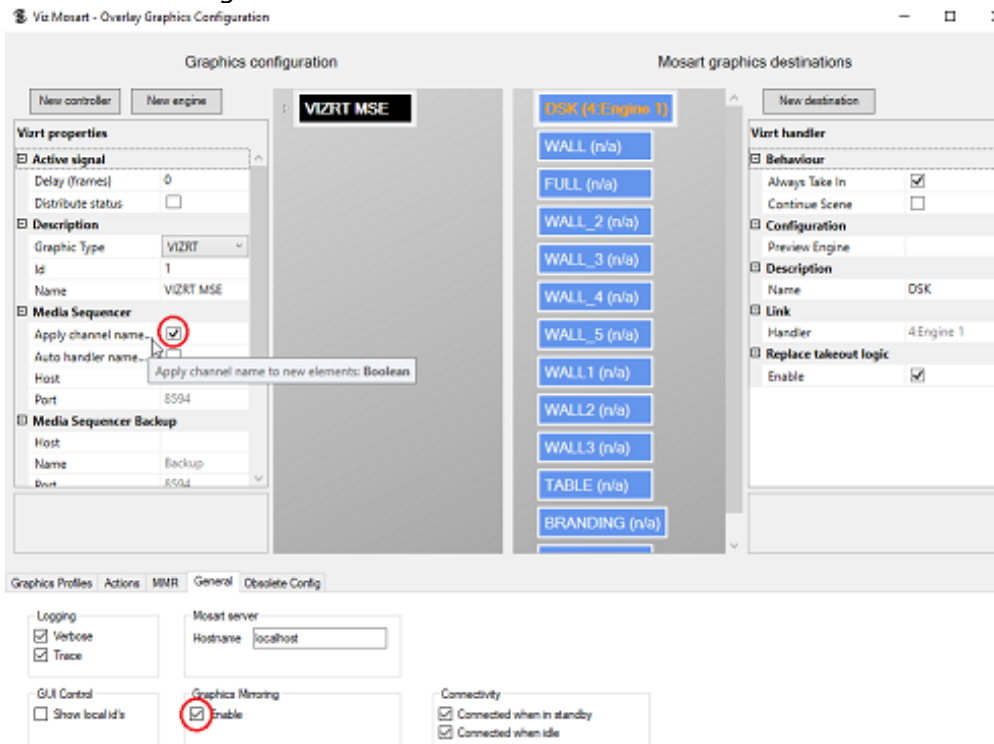 Viz Mosart - Overlay Graphics Configuration
Graphics configuration
Mosart graphics destinations
New controller
New engine
VIZRT MSE
Vizrt properties
Active signal
Delay (frames) 0
Distribute status
Description
Graphic Type VIZRT
Id 1
Name VIZRT MSE
Media Sequencer
Apply channel name...
Auto handler name...
Apply channel name to new elements: Boolean
Host
Port 8594
Media Sequencer Backup
Host
Name Backup
Port 8594
DSK (4:Engine 1)
WALL (n/a)
FULL (n/a)
WALL_2 (n/a)
WALL_3 (n/a)
WALL_4 (n/a)
WALL_5 (n/a)
WALL1 (n/a)
WALL2 (n/a)
WALL3 (n/a)
TABLE (n/a)
BRANDING (n/a)
New destination
Vizrt handler
Behaviour
Always Take In
Continue Scene
Configuration
Preview Engine
Description
Name DSK
Link
Handler 4:Engine 1
Replace takeout logic
Enable
Graphics Profiles Actions MMR General Obsolete Config
Logging
Verbose
Trace
Mosart server
Hostname localhost
GUI Control
Show local id's
Graphics Mirroring
Enable
Connectivity
Connected when in standby
Connected when idle